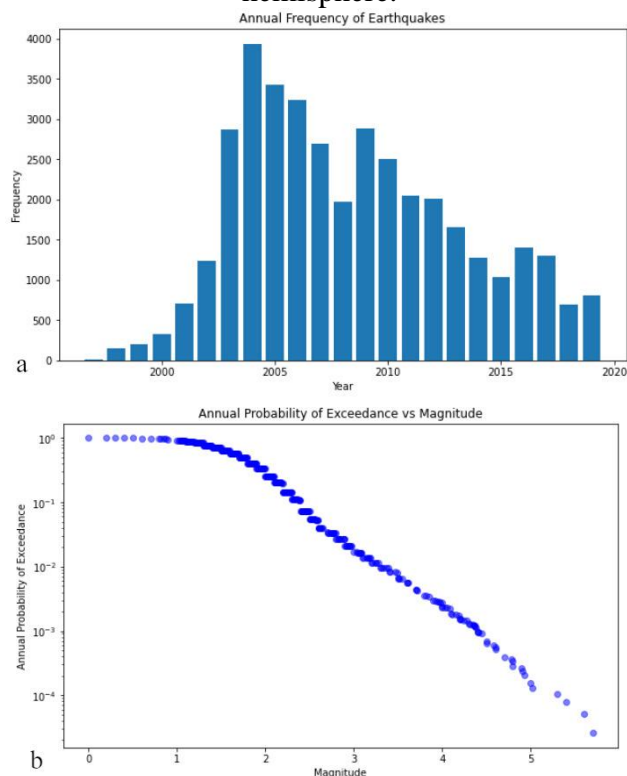 hemisphere.
Annual Frequency of Earthquakes
4000
3500
3000
2500
2000
1500
1000
500
0
Frequency
2000 2005 2010 2015 2020
Year
a
Annual Probability of Exceedance vs Magnitude
10⁰
10⁻¹
10⁻²
10⁻³
10⁻⁴
Annual Probability of Exceedance
0 1 2 3 4 5
Magnitude
b